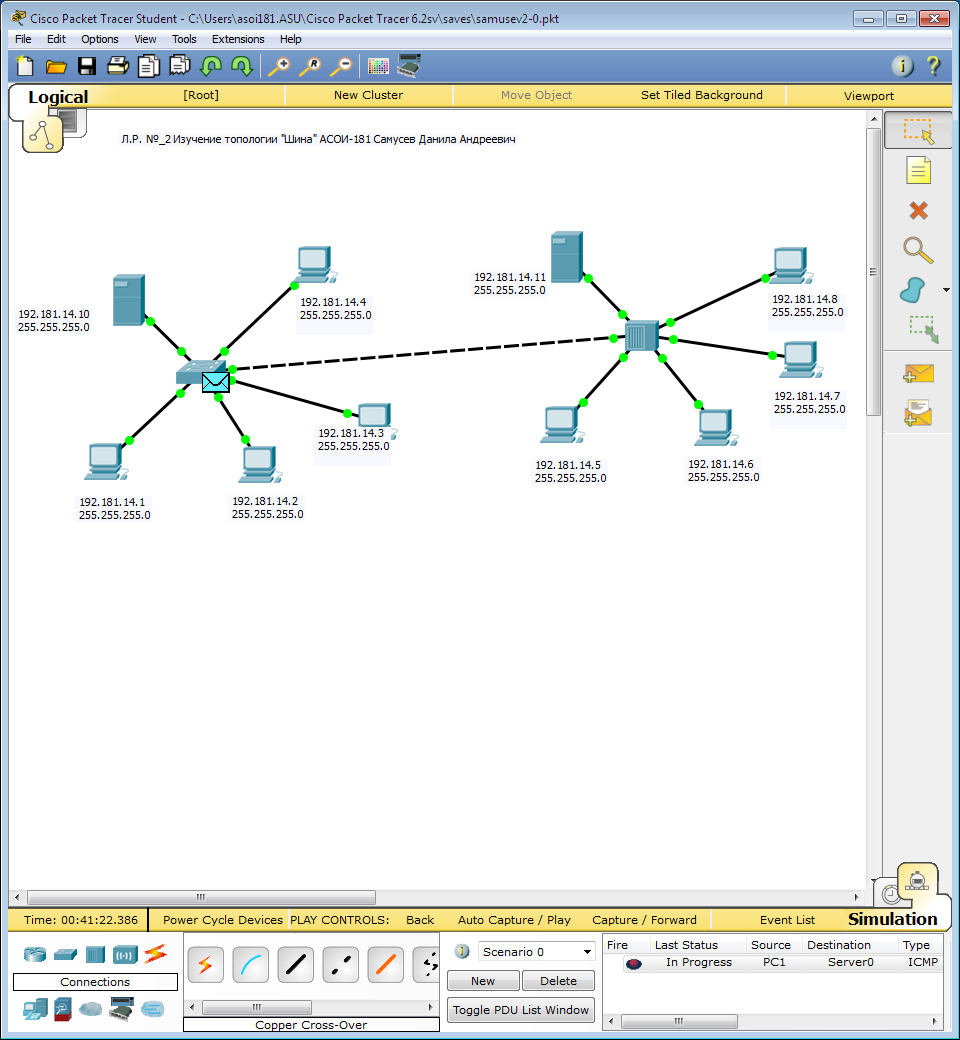 Cisco Packet Tracer Student - C:\Users\asoi181.ASU\Cisco Packet Tracer 6.2sv\saves\samusev2-0.pkt
File Edit Options View Tools Extensions Help
Logical [Root] New Cluster Move Object Set Tiled Background Viewport
Л.Р. №_2 Изучение топологии "Шина" АСОИ-181 Самусев Данила Андреевич
192.181.14.10
255.255.255.0
192.181.14.4
255.255.255.0
192.181.14.11
255.255.255.0
192.181.14.8
255.255.255.0
192.181.14.3
255.255.255.0
192.181.14.7
255.255.255.0
192.181.14.1
255.255.255.0
192.181.14.2
255.255.255.0
192.181.14.5
255.255.255.0
192.181.14.6
255.255.255.0
Time: 00:41:22.386 Power Cycle Devices PLAY CONTROLS: Back Auto Capture / Play Capture / Forward Event List Simulation
Connections
Copper Cross-Over
Scenario 0
New Delete
Toggle PDU List Window
Fire Last Status Source Destination Type
In Progress PC1 Server0 ICMP